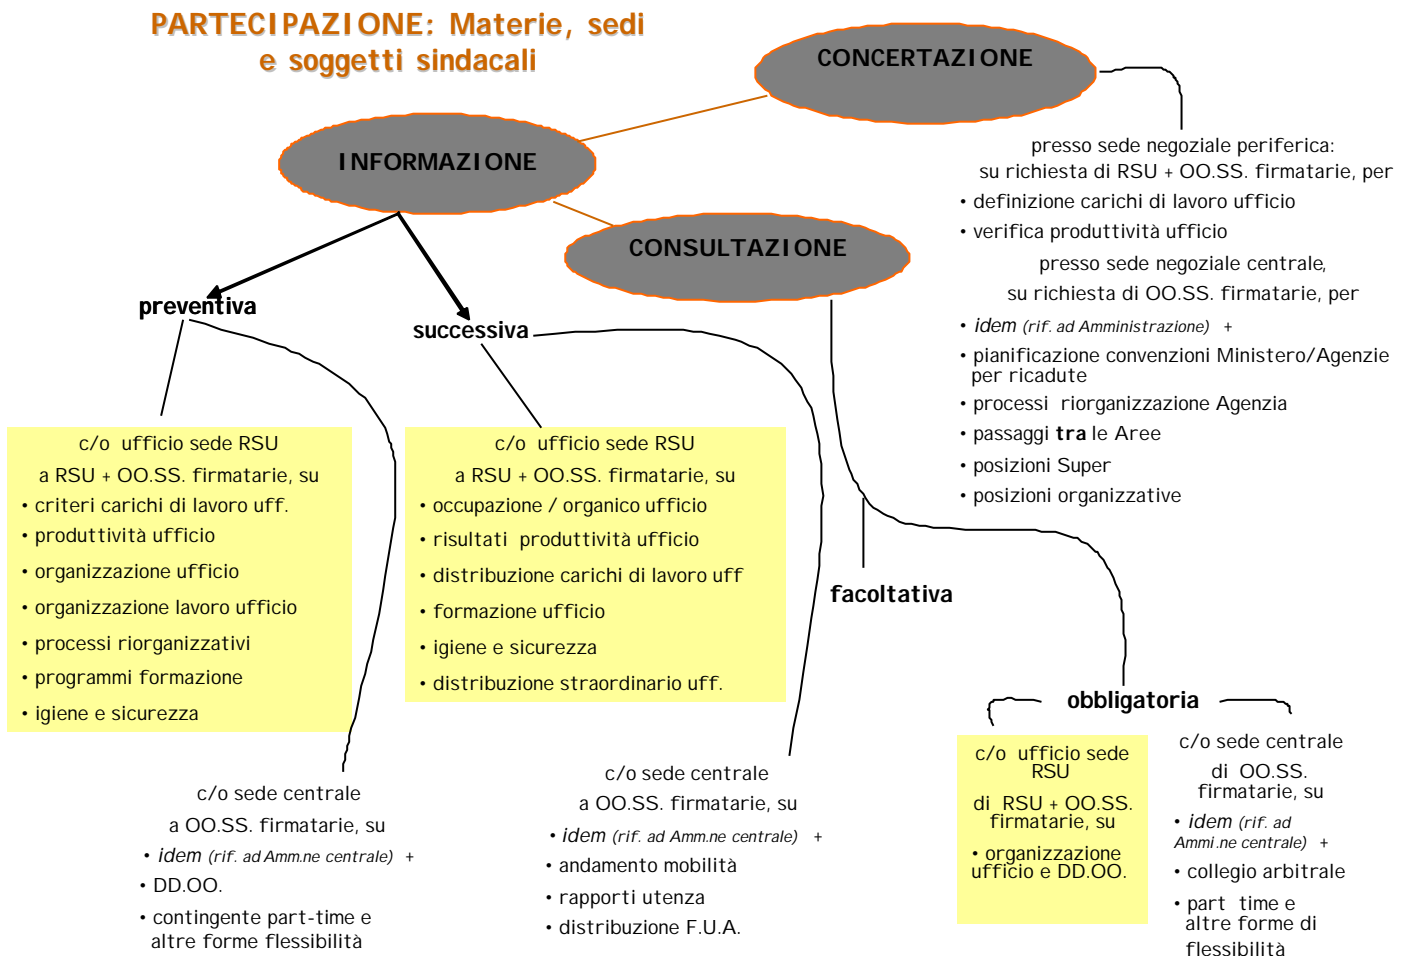 PARTECIPAZIONE: Materie, sedi
e soggetti sindacali
CONCERTAZIONE
INFORMAZIONE
CONSULTAZIONE
presso sede negoziale periferica:
su richiesta di RSU + OO.SS. firmatarie, per
• definizione carichi di lavoro ufficio
• verifica produttività ufficio
presso sede negoziale centrale,
su richiesta di OO.SS. firmatarie, per
• idem (rif. ad Amministrazione) +
• pianificazione convenzioni Ministero/Agenzie
per ricadute
• processi riorganizzazione Agenzia
• passaggi tra le Aree
• posizioni Super
• posizioni organizzative
preventiva
successiva
c/o ufficio sede RSU
a RSU + OO.SS. firmatarie, su
• criteri carichi di lavoro uff.
• produttività ufficio
• organizzazione ufficio
• organizzazione lavoro ufficio
• processi riorganizzativi
• programmi formazione
• igiene e sicurezza
c/o ufficio sede RSU
a RSU + OO.SS. firmatarie, su
• occupazione / organico ufficio
• risultati produttività ufficio
• distribuzione carichi di lavoro uff
• formazione ufficio
• igiene e sicurezza
• distribuzione straordinario uff.
facoltativa
obbligatoria
c/o sede centrale
a OO.SS. firmatarie, su
• idem (rif. ad Amm.ne centrale) +
• DD.OO.
• contingente part-time e
altre forme flessibilità
c/o sede centrale
a OO.SS. firmatarie, su
• idem (rif. ad Amm.ne centrale) +
• andamento mobilità
• rapporti utenza
• distribuzione F.U.A.
c/o ufficio sede
RSU
di RSU + OO.SS.
firmatarie, su
• organizzazione
ufficio e DD.OO.
c/o sede centrale
di OO.SS.
firmatarie, su
• idem (rif. ad
Ammi.ne centrale) +
• collegio arbitrale
• part time e
altre forme di
flessibilità